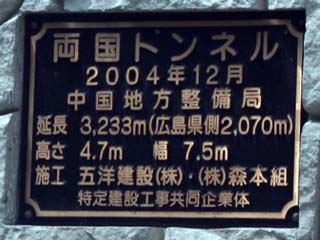 両国トンネル
2004年12月
中国地方整備局
延長 3,233m(広島県側2,070m)
高さ 4.7m 幅 7.5m
施工 五洋建設(株)・(株)森本組
特定建設工事共同企業体